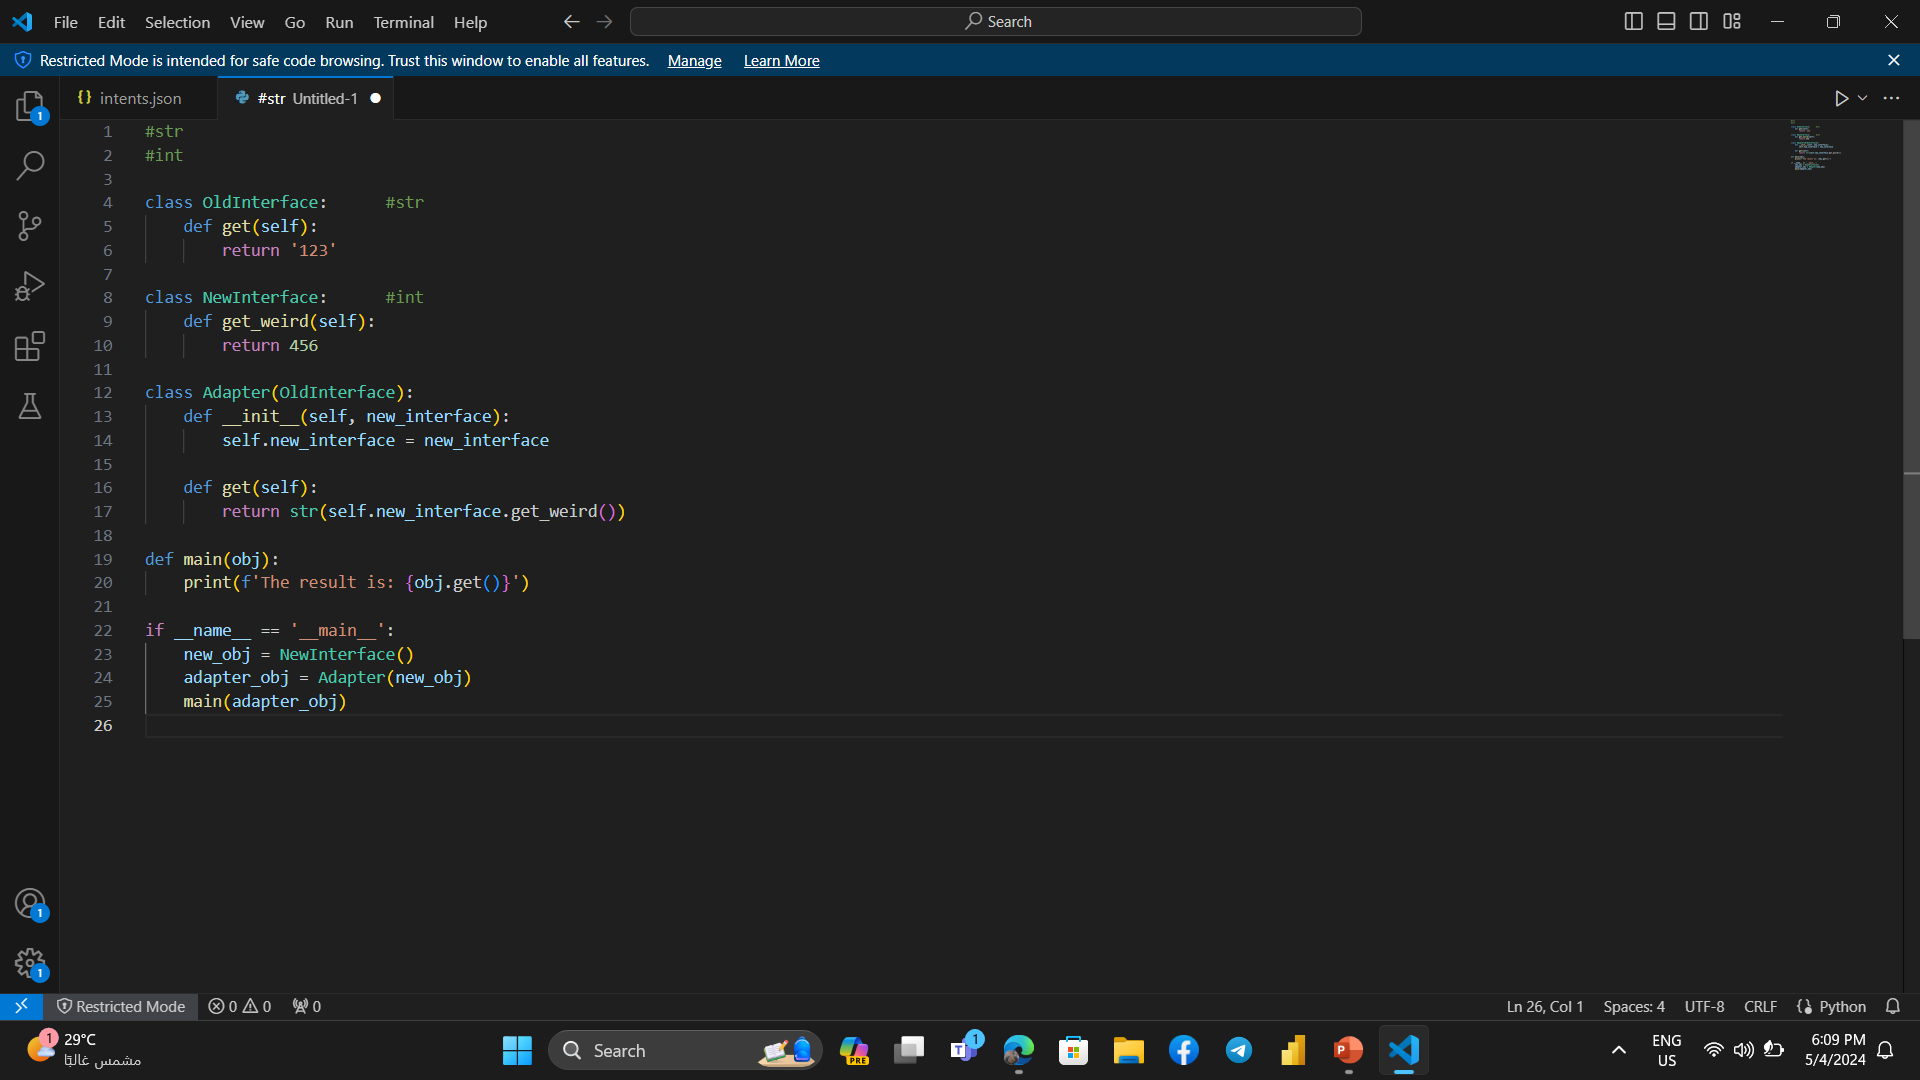 File Edit Selection View Go Run Terminal Help Search
Restricted Mode is intended for safe code browsing. Trust this window to enable all features. Manage Learn More
{} intents.json #str Untitled-1
1 #str
2 #int
3
4 class OldInterface:      #str
5     def get(self):
6         return '123'
7
8 class NewInterface:      #int
9     def get_weird(self):
10         return 456
11
12 class Adapter(OldInterface):
13     def __init__(self, new_interface):
14         self.new_interface = new_interface
15
16     def get(self):
17         return str(self.new_interface.get_weird())
18
19 def main(obj):
20     print(f'The result is: {obj.get()}')
21
22 if __name__ == '__main__':
23     new_obj = NewInterface()
24     adapter_obj = Adapter(new_obj)
25     main(adapter_obj)
26
1
1
1
Restricted Mode 0 0 0 Ln 26, Col 1 Spaces: 4 UTF-8 CRLF Python
1 29°C
مشمس غالبًا
Search PRE T 1 P
ENG
US
6:09 PM
5/4/2024